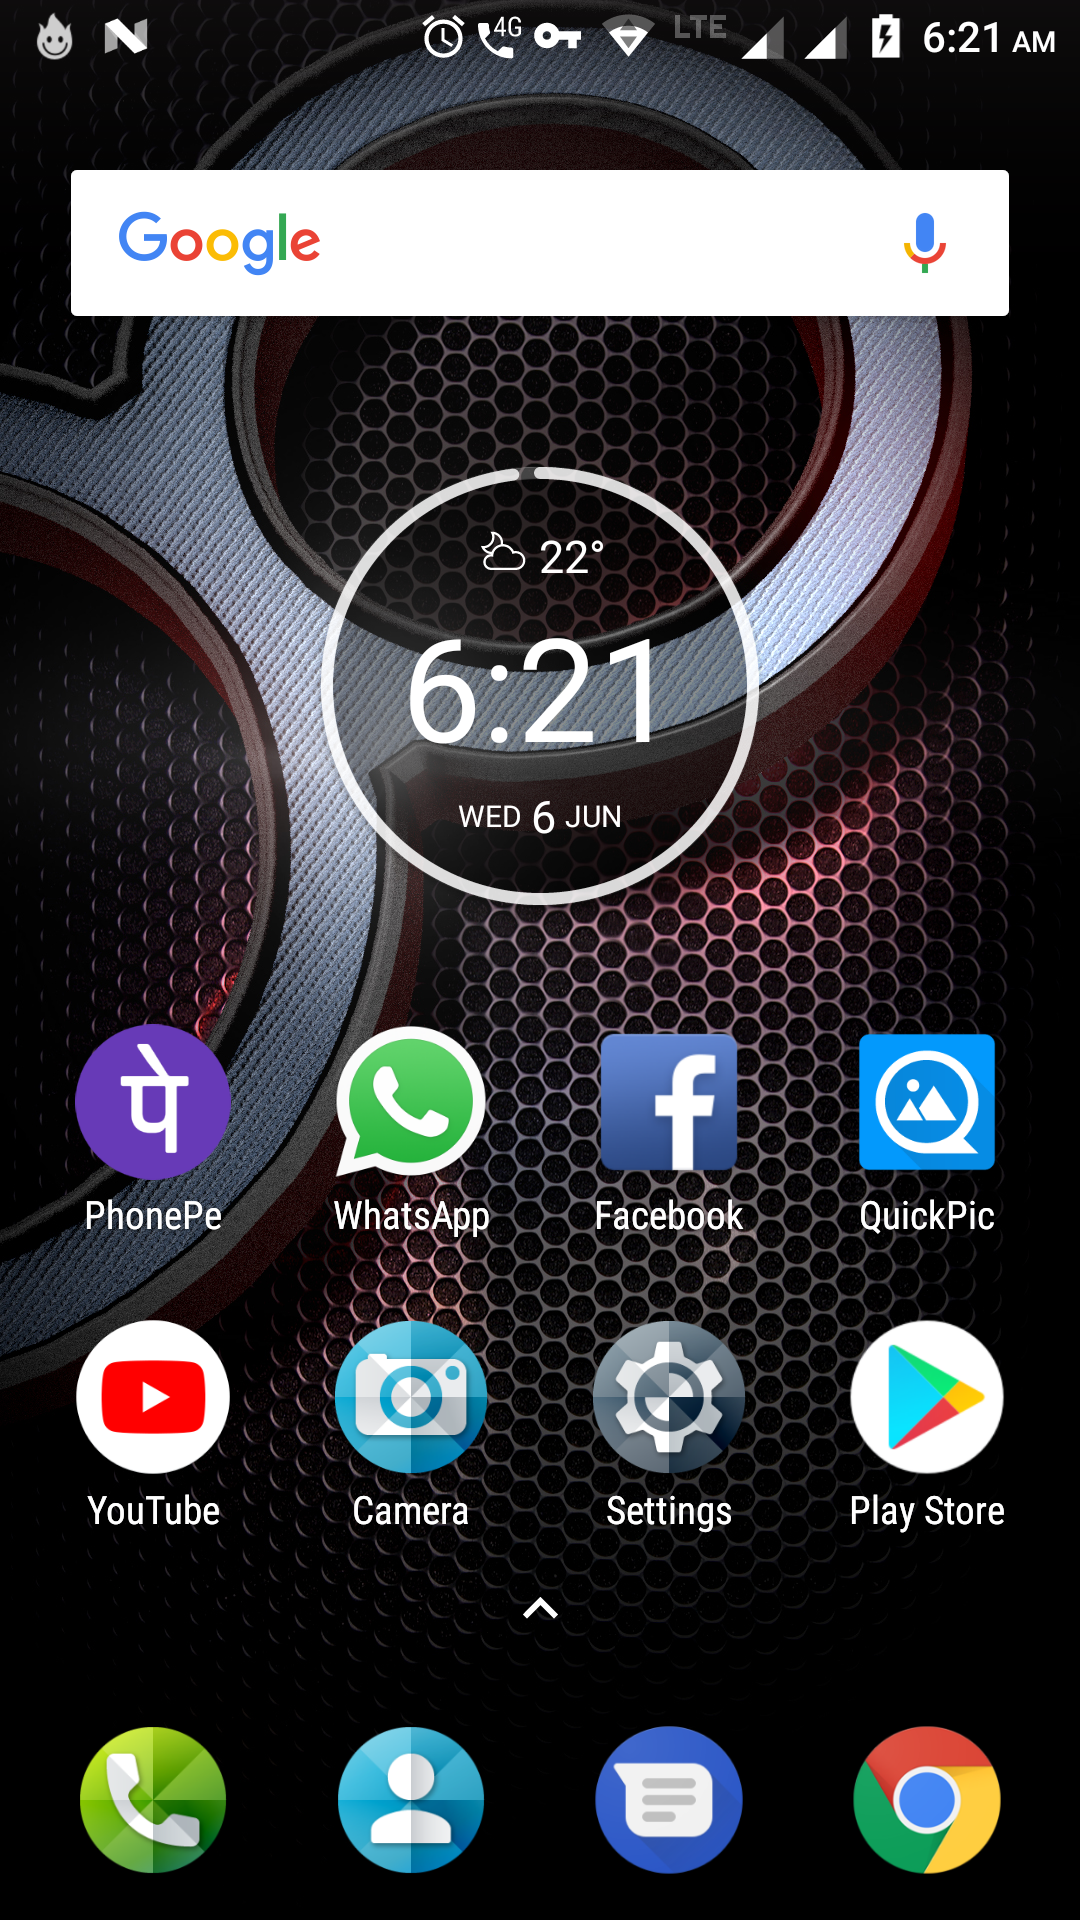 4G LTE 6:21 AM
Google
22°
6:21
WED 6 JUN
पे
PhonePe WhatsApp Facebook QuickPic
YouTube Camera Settings Play Store